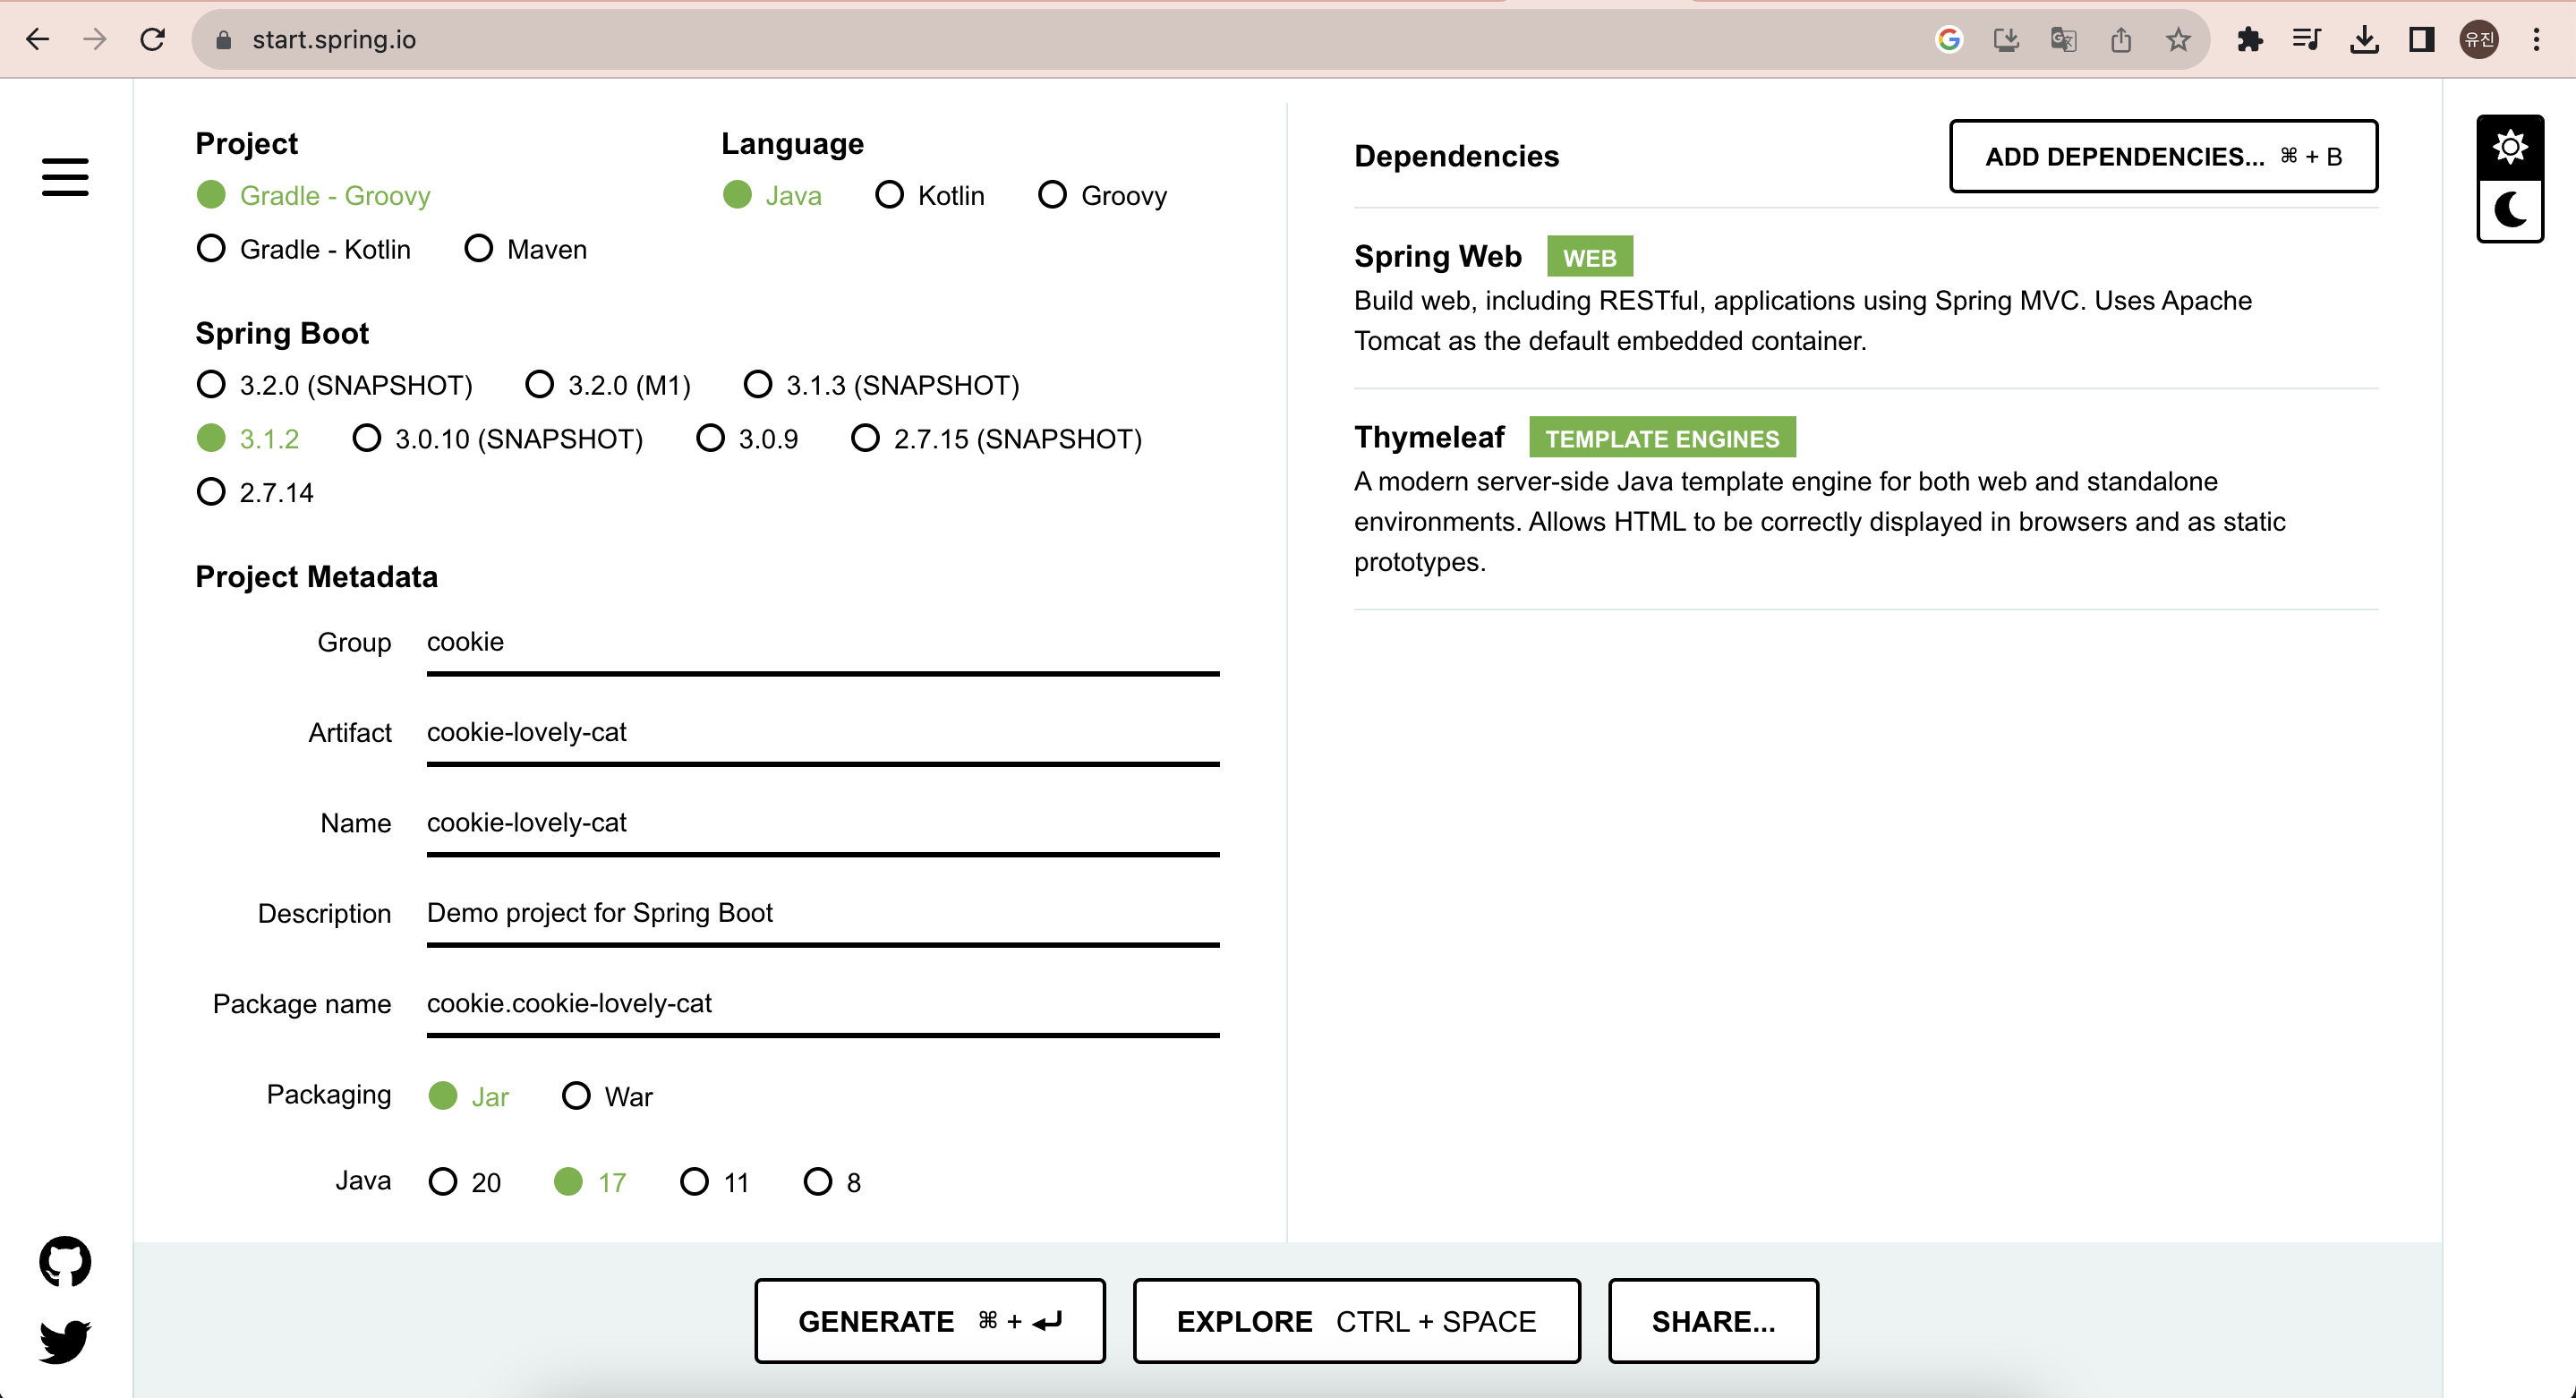 start.spring.io
유진
Project
Gradle - Groovy
Gradle - Kotlin Maven
Language
Java Kotlin Groovy
Spring Boot
3.2.0 (SNAPSHOT) 3.2.0 (M1) 3.1.3 (SNAPSHOT)
3.1.2 3.0.10 (SNAPSHOT) 3.0.9 2.7.15 (SNAPSHOT)
2.7.14
Project Metadata
Group cookie
Artifact cookie-lovely-cat
Name cookie-lovely-cat
Description Demo project for Spring Boot
Package name cookie.cookie-lovely-cat
Packaging Jar War
Java 20 17 11 8
Dependencies ADD DEPENDENCIES... ⌘ + B
Spring Web WEB
Build web, including RESTful, applications using Spring MVC. Uses Apache
Tomcat as the default embedded container.
Thymeleaf TEMPLATE ENGINES
A modern server-side Java template engine for both web and standalone
environments. Allows HTML to be correctly displayed in browsers and as static
prototypes.
GENERATE ⌘ + ↵ EXPLORE CTRL + SPACE SHARE...